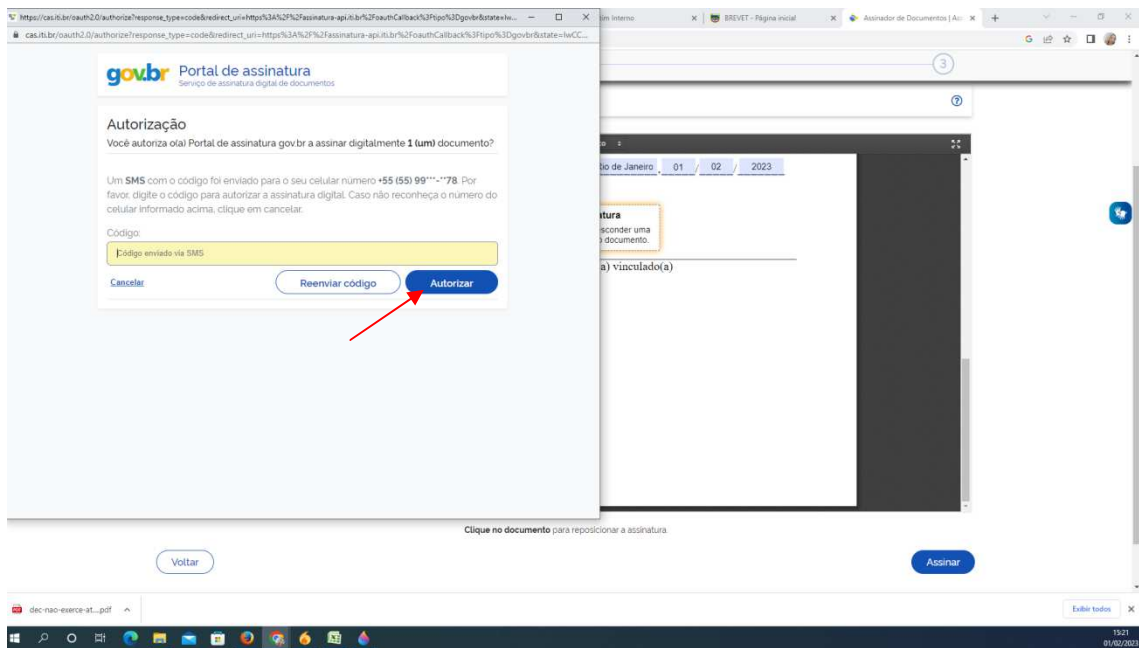 https://cas.iti.br/oauth2.0/authorize?response_type=code&redirect_uri=https%3A%2F%2Fassinatura-api.iti.br%2FoauthCallback%3Ftipo%3Dgovbr&state=lw...
cas.iti.br/oauth2.0/authorize?response_type=code&redirect_uri=https%3A%2F%2Fassinatura-api.iti.br%2FoauthCallback%3Ftipo%3Dgovbr&state=lwCC...
im Interno
BREVET - Página inicial
Assinador de Documentos | Ac
gov.br Portal de assinatura
Serviço de assinatura digital de documentos
3
Autorização
Você autoriza o(a) Portal de assinatura gov.br a assinar digitalmente 1 (um) documento?
Um SMS com o código foi enviado para o seu celular número +55 (55) 99***-**78. Por
favor, digite o código para autorizar a assinatura digital. Caso não reconheça o número do
celular informado acima, clique em cancelar.
Código:
Código enviado via SMS
Cancelar
Reenviar código
Autorizar
io de Janeiro, 01 / 02 / 2023
tura
sconder uma
documento.
a) vinculado(a)
Clique no documento para reposicionar a assinatura.
Voltar
Assinar
dec-nao-exerce-at....pdf
Exibir todos
15:21
01/02/2023